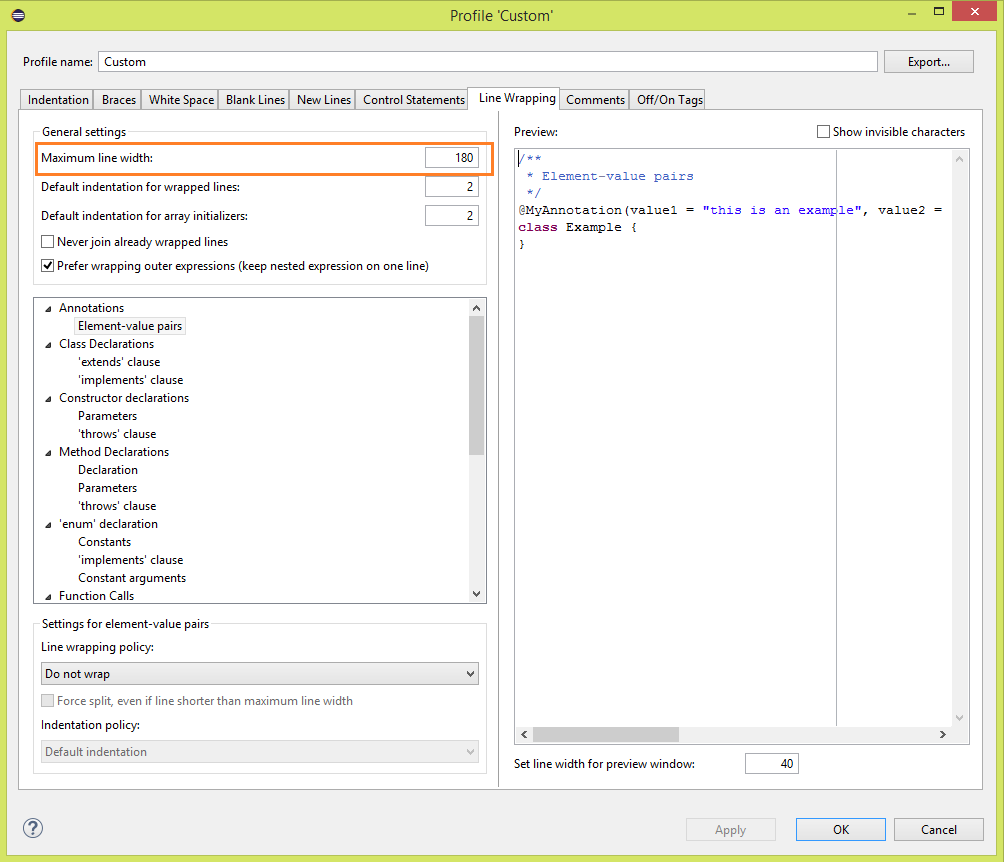 Profile 'Custom'
Profile name: Custom Export...
Indentation Braces White Space Blank Lines New Lines Control Statements Line Wrapping Comments Off/On Tags
General settings
Maximum line width: 180
Default indentation for wrapped lines: 2
Default indentation for array initializers: 2
Never join already wrapped lines
Prefer wrapping outer expressions (keep nested expression on one line)
Annotations
Element-value pairs
Class Declarations
'extends' clause
'implements' clause
Constructor declarations
Parameters
'throws' clause
Method Declarations
Declaration
Parameters
'throws' clause
'enum' declaration
Constants
'implements' clause
Constant arguments
Function Calls
Settings for element-value pairs
Line wrapping policy:
Do not wrap
Force split, even if line shorter than maximum line width
Indentation policy:
Default indentation
Preview: Show invisible characters
/**
 * Element-value pairs
 */
@MyAnnotation(value1 = "this is an example", value2 =
class Example {
}
Set line width for preview window: 40
?
Apply OK Cancel